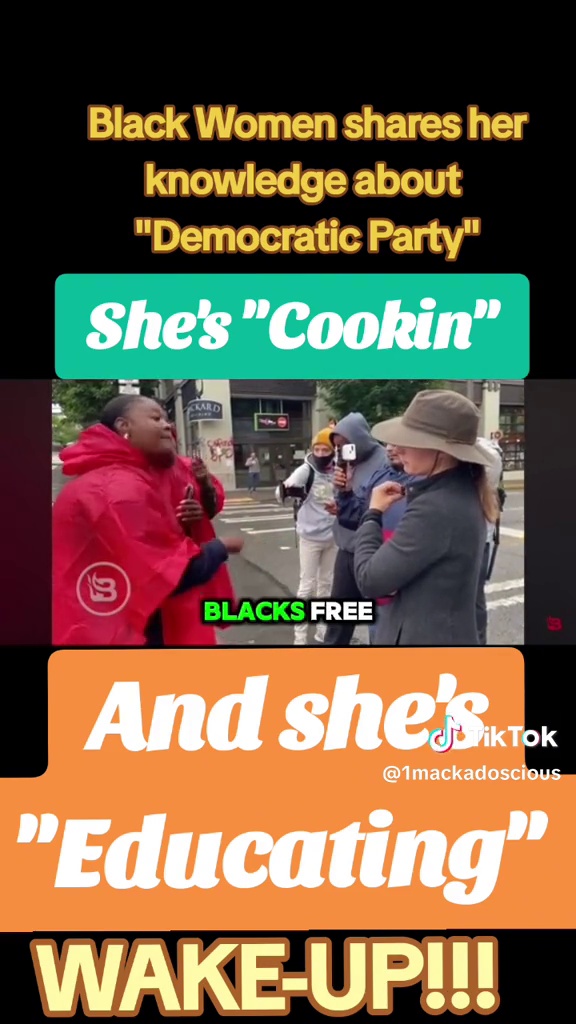 Black Women shares her
knowledge about
"Democratic Party"
She's "Cookin"
BLACKS FREE
And she's
TikTok
@1mackadoscious
"Educating"
WAKE-UP!!!